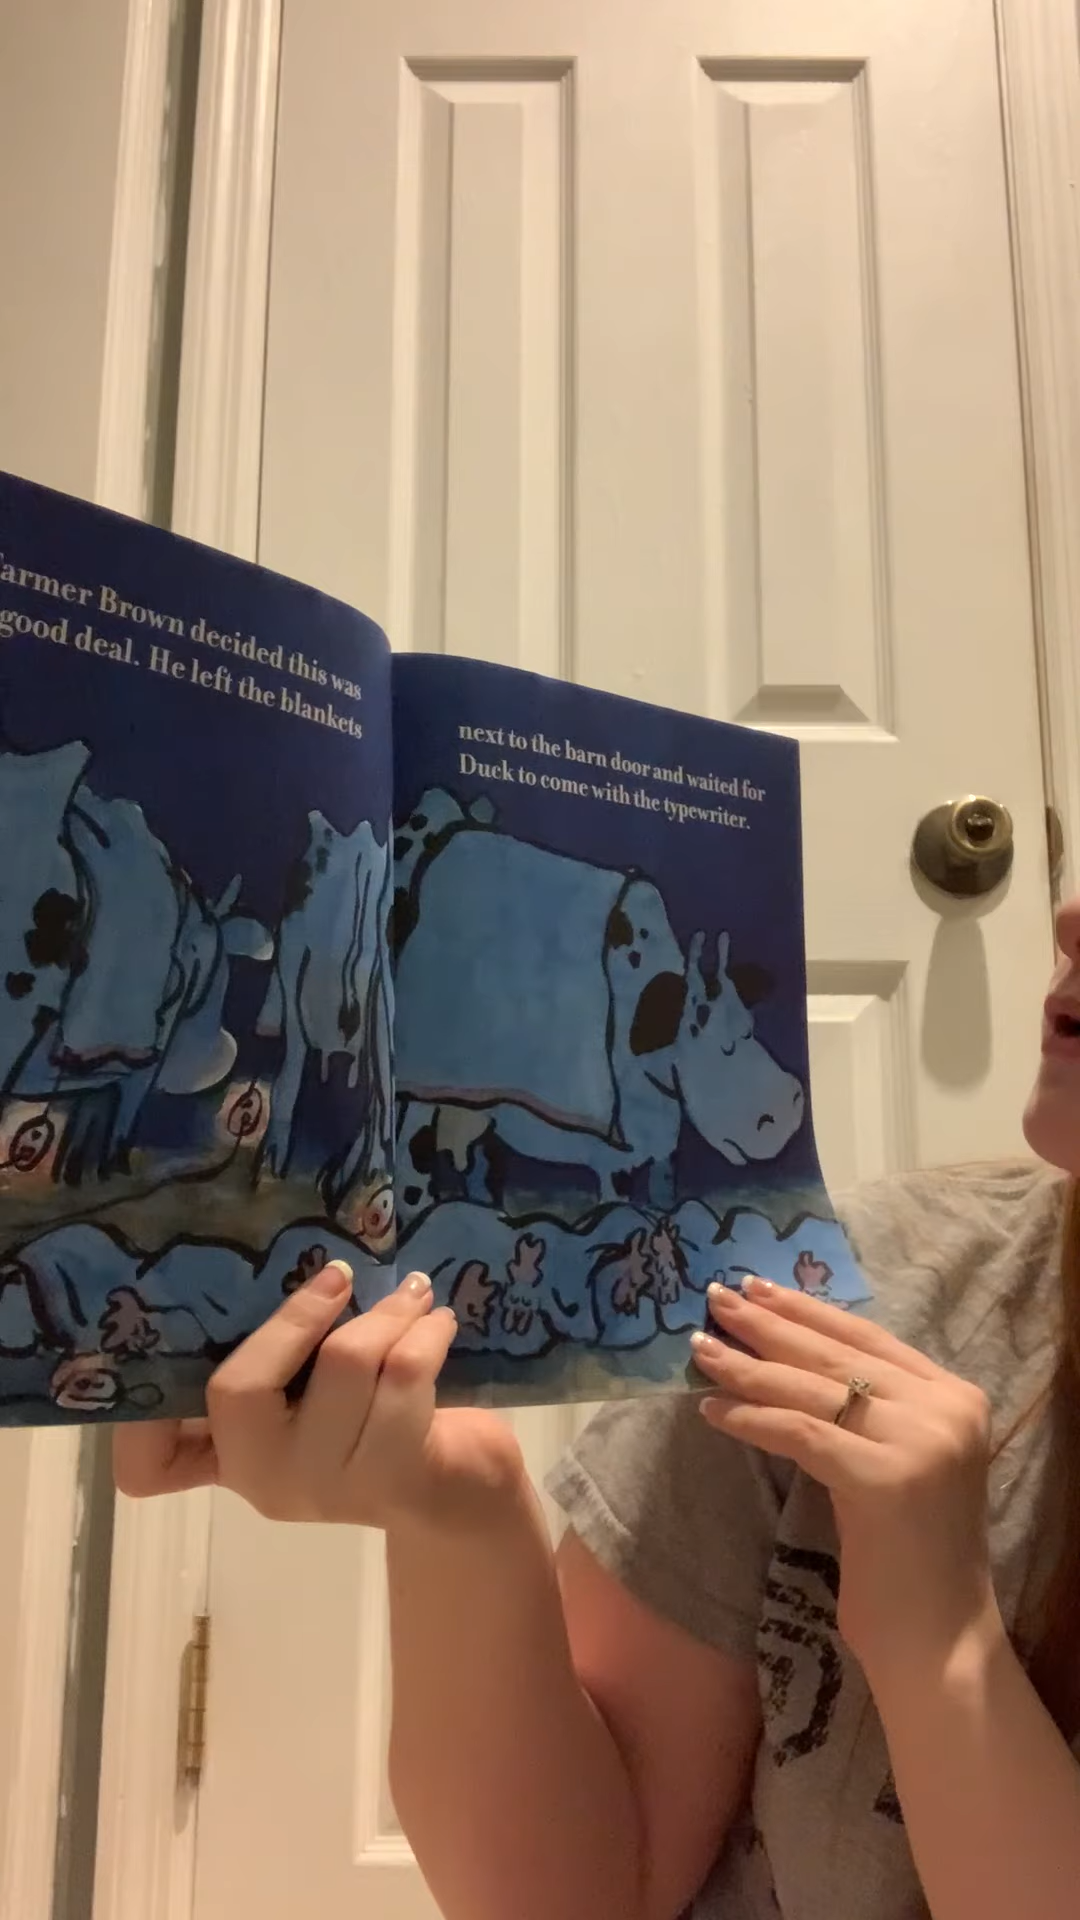 armer Brown decided this was
good deal. He left the blankets
next to the barn door and waited for
Duck to come with the typewriter.